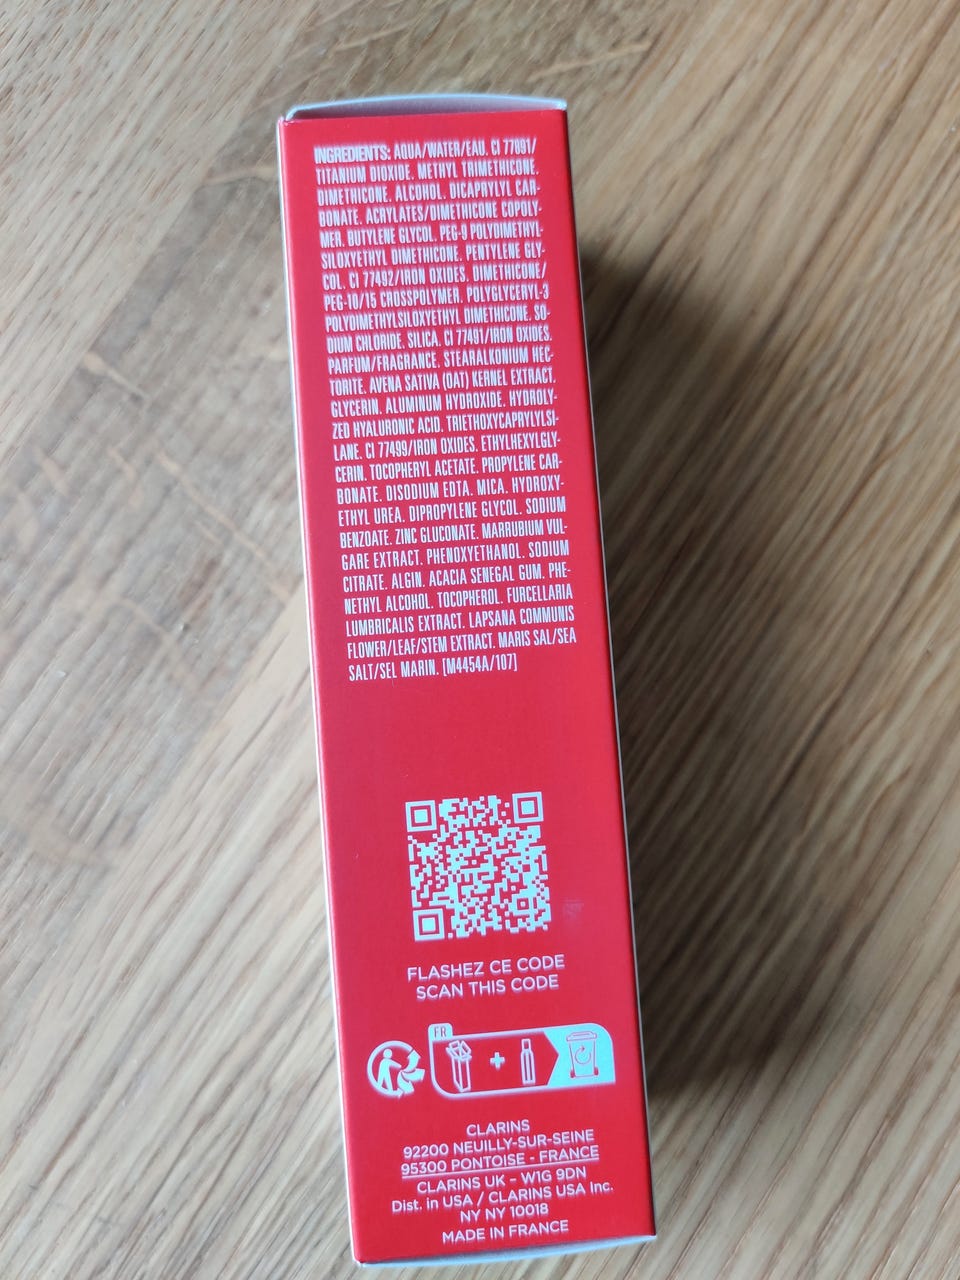 INGREDIENTS: AQUA/WATER/EAU. CI 77891/
TITANIUM DIOXIDE. METHYL TRIMETHICONE.
DIMETHICONE. ALCOHOL. DICAPRYLYL CAR-
BONATE. ACRYLATES/DIMETHICONE COPOLY-
MER. BUTYLENE GLYCOL. PEG-9 POLYDIMETHYL-
SILOXYETHYL DIMETHICONE. PENTYLENE GLY-
COL. CI 77492/IRON OXIDES. DIMETHICONE/
PEG-10/15 CROSSPOLYMER. POLYGLYCERYL-3
POLYDIMETHYLSILOXYETHYL DIMETHICONE. SO-
DIUM CHLORIDE. SILICA. CI 77491/IRON OXIDES.
PARFUM/FRAGRANCE. STEARALKONIUM HEC-
TORITE. AVENA SATIVA (OAT) KERNEL EXTRACT.
GLYCERIN. ALUMINUM HYDROXIDE. HYDROLY-
ZED HYALURONIC ACID. TRIETHOXYCAPRYLYLSI-
LANE. CI 77499/IRON OXIDES. ETHYLHEXYLGLY-
CERIN. TOCOPHERYL ACETATE. PROPYLENE CAR-
BONATE. DISODIUM EDTA. MICA. HYDROXY-
ETHYL UREA. DIPROPYLENE GLYCOL. SODIUM
BENZOATE. ZINC GLUCONATE. MARRUBIUM VUL-
GARE EXTRACT. PHENOXYETHANOL. SODIUM
CITRATE. ALGIN. ACACIA SENEGAL GUM. PHE-
NETHYL ALCOHOL. TOCOPHEROL. FURCELLARIA
LUMBRICALIS EXTRACT. LAPSANA COMMUNIS
FLOWER/LEAF/STEM EXTRACT. MARIS SAL/SEA
SALT/SEL MARIN. [M4454A/107]
FLASHEZ CE CODE
SCAN THIS CODE
FR
CLARINS
92200 NEUILLY-SUR-SEINE
95300 PONTOISE - FRANCE
CLARINS UK - W1G 9DN
Dist. in USA / CLARINS USA Inc.
NY NY 10018
MADE IN FRANCE